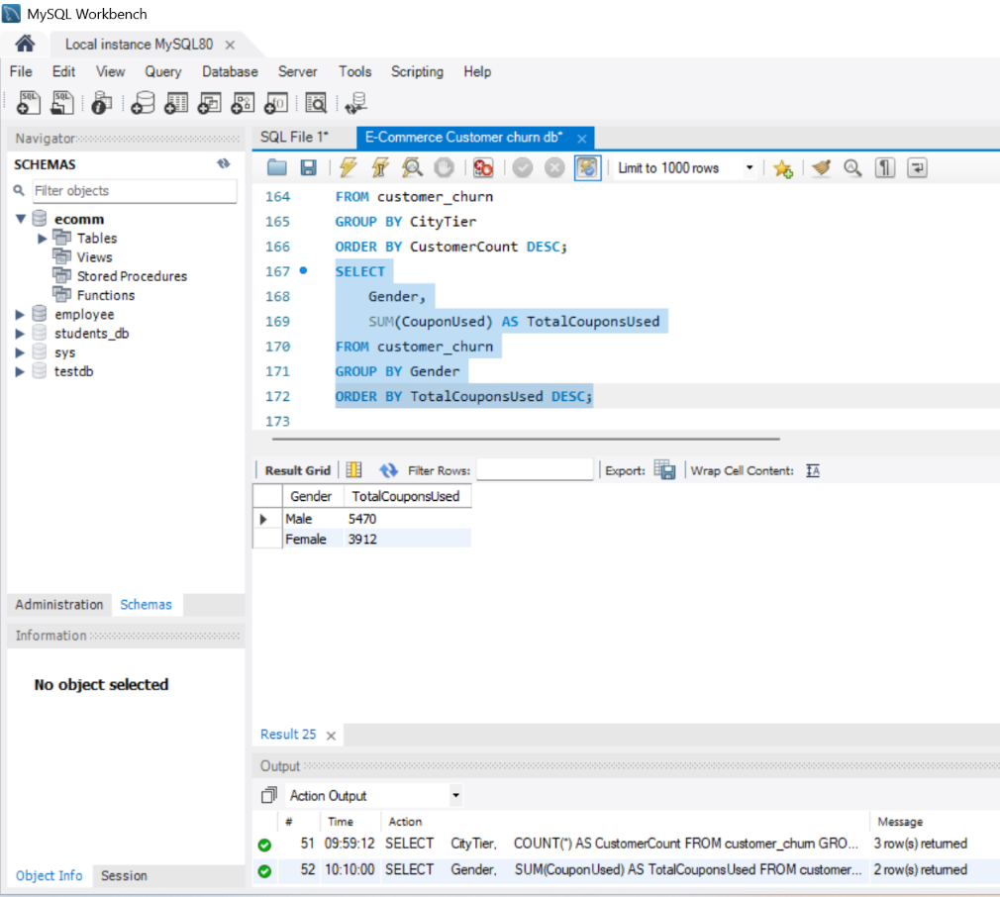 MySQL Workbench
Local instance MySQL80
File Edit View Query Database Server Tools Scripting Help
Navigator
SCHEMAS
Filter objects
ecomm
Tables
Views
Stored Procedures
Functions
employee
students_db
sys
testdb
Administration Schemas
Information
No object selected
Object Info Session
SQL File 1* E-Commerce Customer churn db*
Limit to 1000 rows
164 FROM customer_churn
165 GROUP BY CityTier
166 ORDER BY CustomerCount DESC;
167 SELECT
168 Gender,
169 SUM(CouponUsed) AS TotalCouponsUsed
170 FROM customer_churn
171 GROUP BY Gender
172 ORDER BY TotalCouponsUsed DESC;
173
Result Grid Filter Rows: Export: Wrap Cell Content:
Gender TotalCouponsUsed
Male 5470
Female 3912
Result 25
Output
Action Output
# Time Action Message
51 09:59:12 SELECT CityTier, COUNT(*) AS CustomerCount FROM customer_churn GRO... 3 row(s) returned
52 10:10:00 SELECT Gender, SUM(CouponUsed) AS TotalCouponsUsed FROM customer... 2 row(s) returned